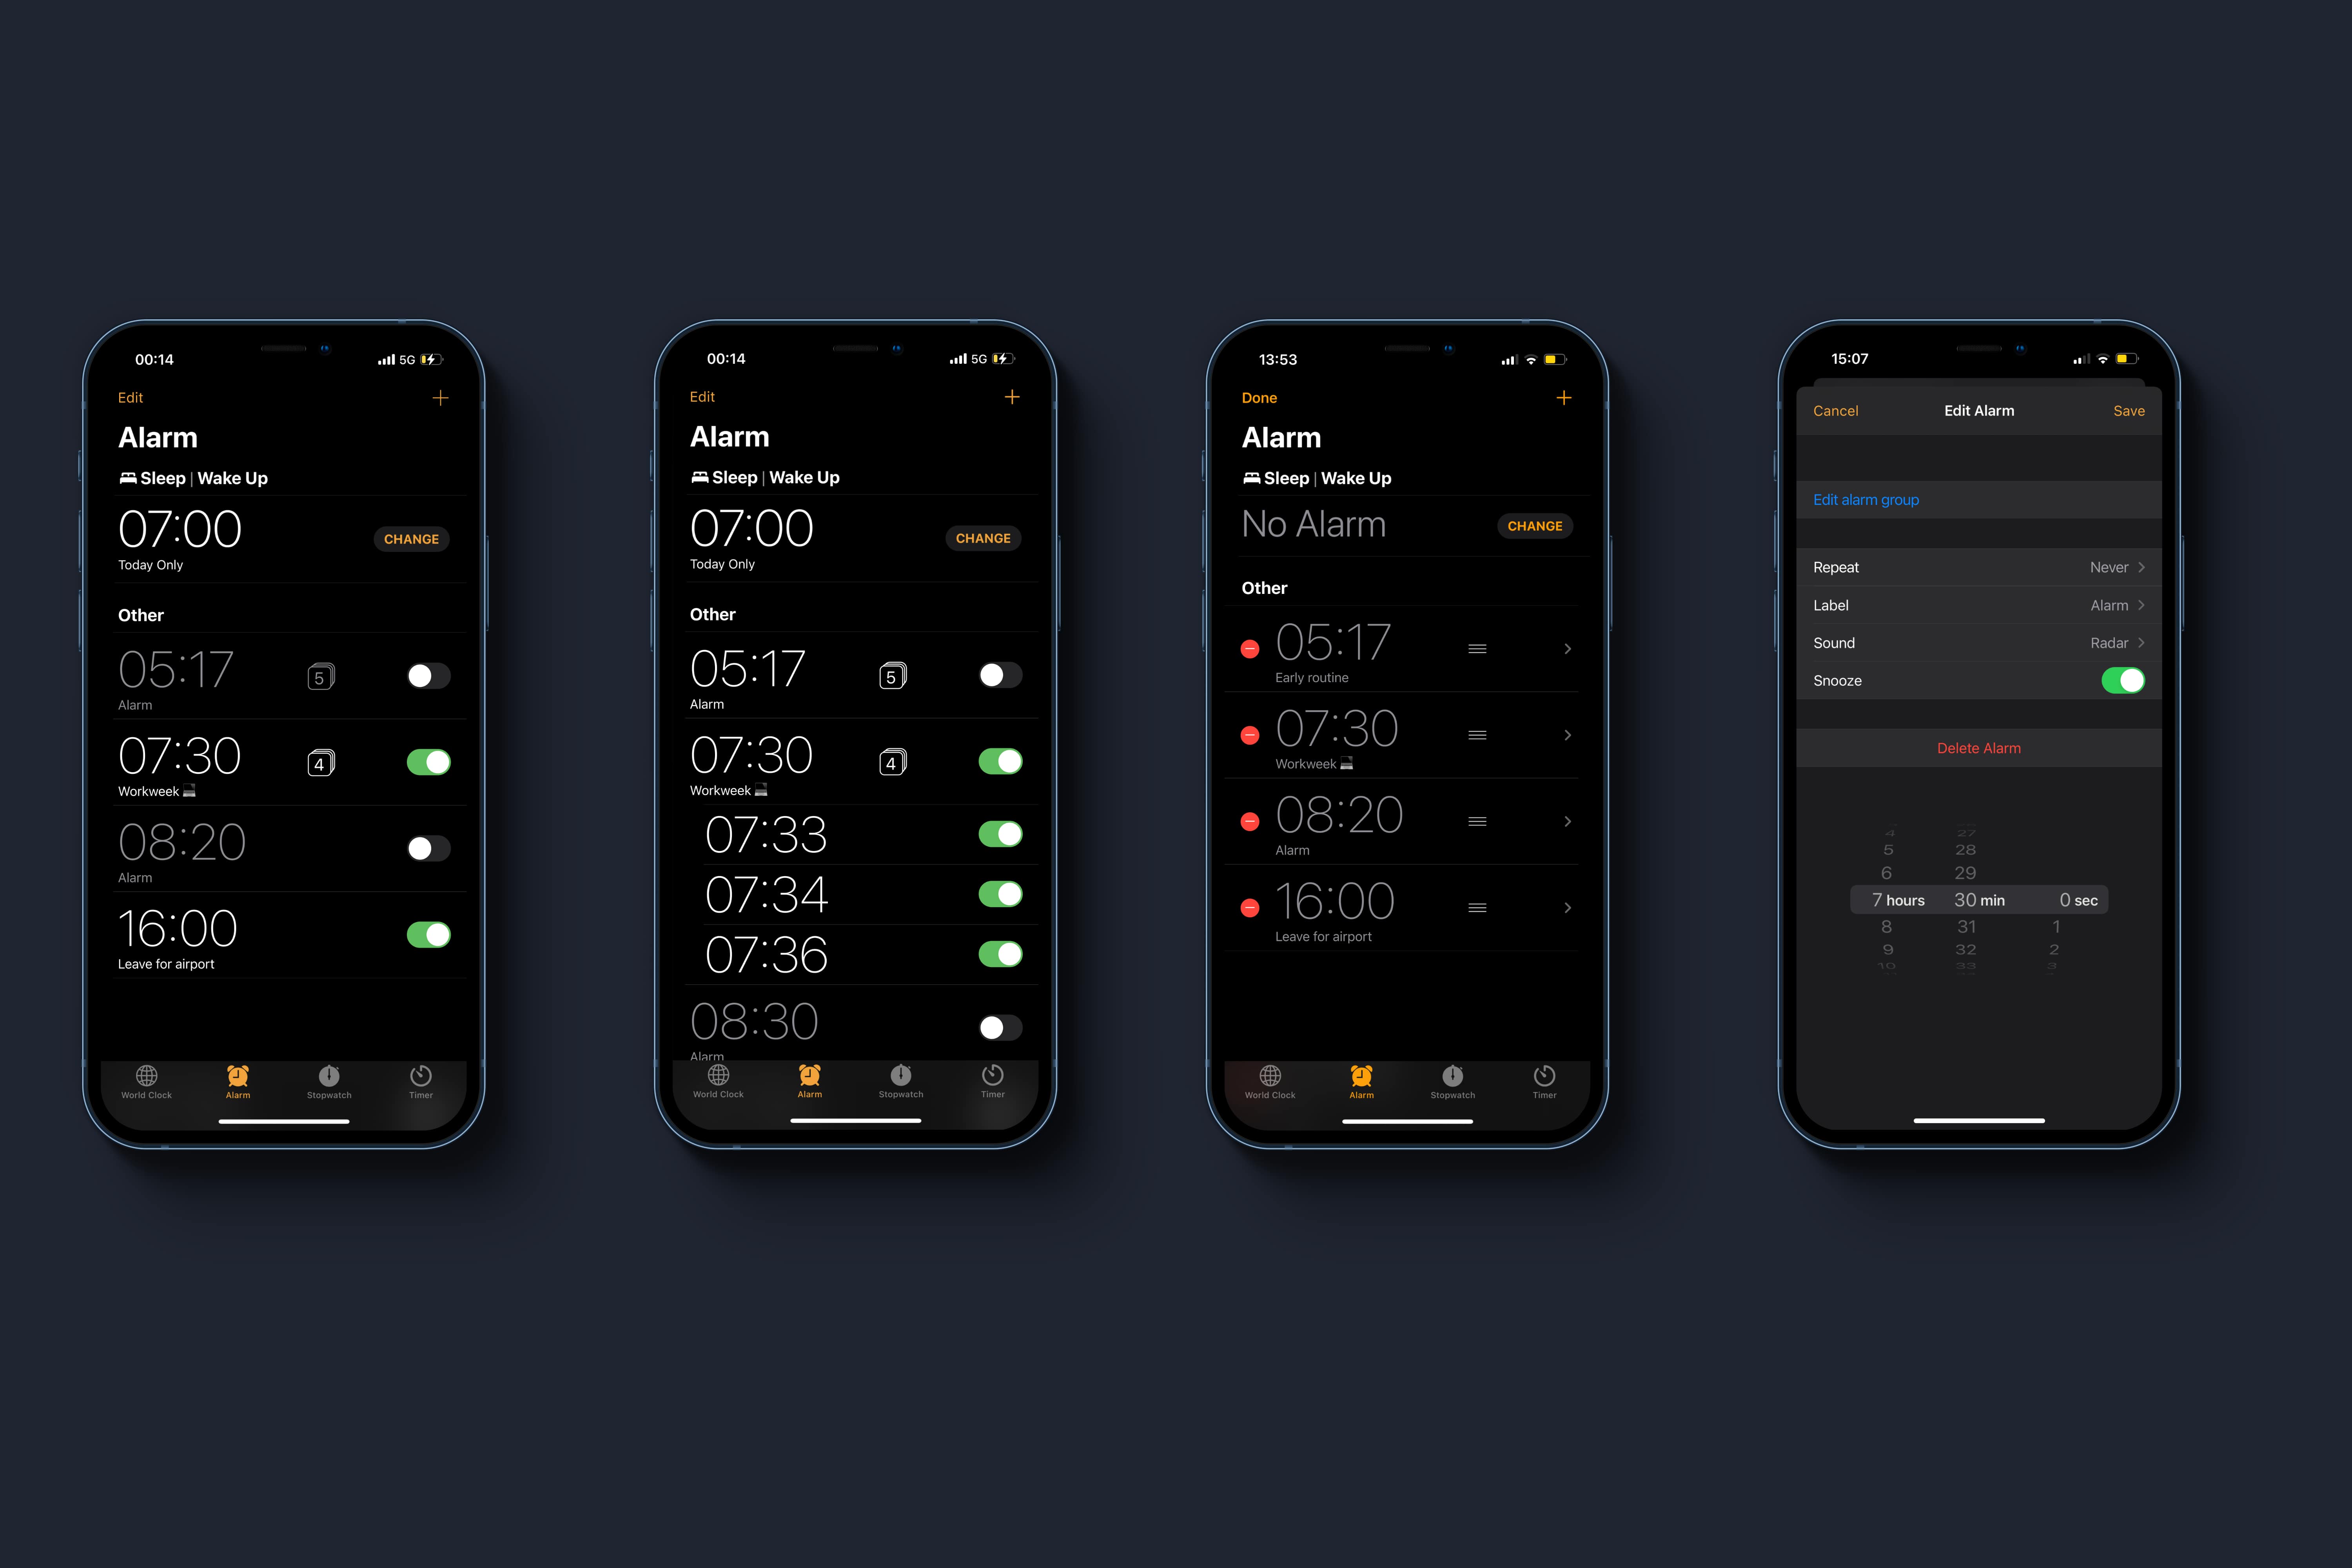 00:14
5G
Edit
Alarm
Sleep | Wake Up
07:00
CHANGE
Today Only
Other
05:17
5
Alarm
07:30
4
Workweek
08:20
Alarm
16:00
Leave for airport
World Clock
Alarm
Stopwatch
Timer
00:14
5G
Edit
Alarm
Sleep | Wake Up
07:00
CHANGE
Today Only
Other
05:17
5
Alarm
07:30
4
Workweek
07:33
07:34
07:36
08:30
Alarm
World Clock
Alarm
Stopwatch
Timer
13:53
Done
Alarm
Sleep | Wake Up
No Alarm
CHANGE
Other
05:17
Early routine
07:30
Workweek
08:20
Alarm
16:00
Leave for airport
World Clock
Alarm
Stopwatch
Timer
15:07
Cancel
Edit Alarm
Save
Edit alarm group
Repeat Never
Label Alarm
Sound Radar
Snooze
Delete Alarm
4 27
5 28
6 29
7 hours 30 min 0 sec
8 31 1
9 32 2
10 33 3